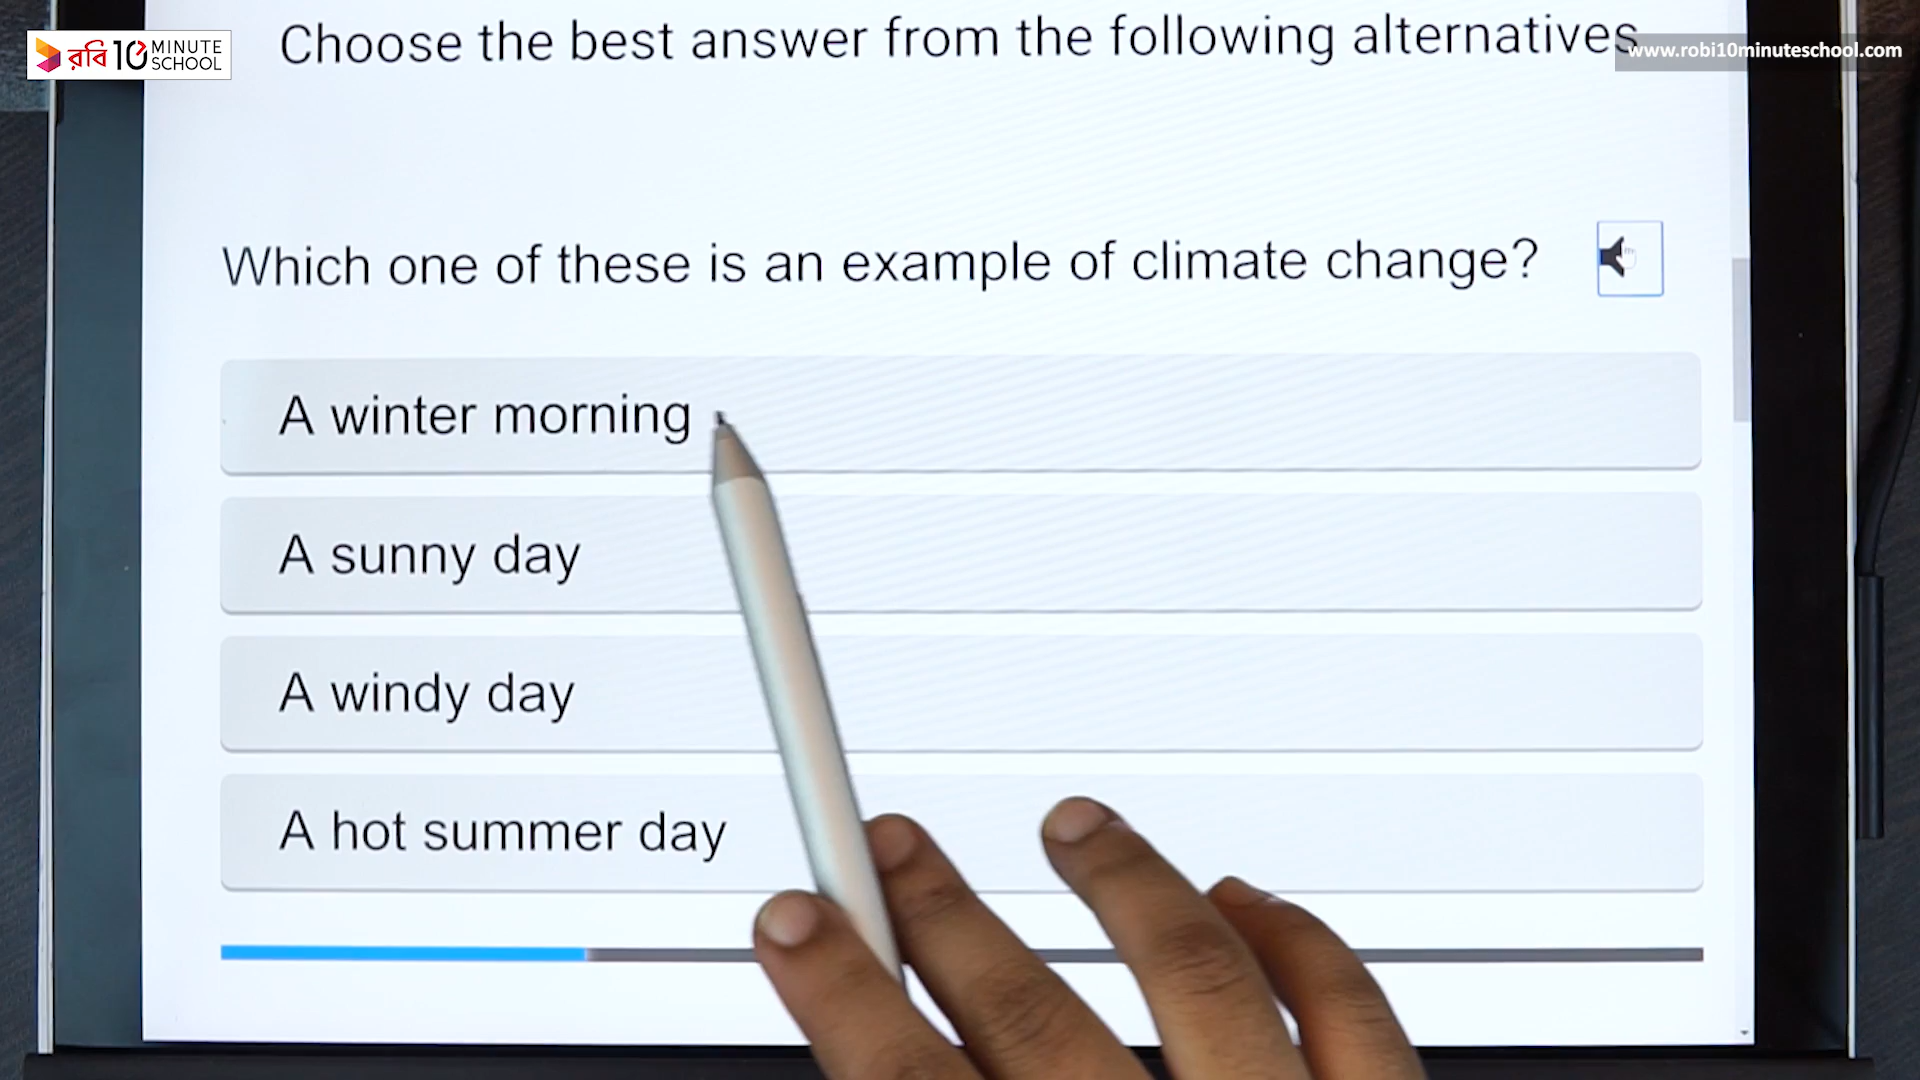 রবি 10 MINUTE SCHOOL
www.robi10minuteschool.com
Choose the best answer from the following alternatives
Which one of these is an example of climate change?
A winter morning
A sunny day
A windy day
A hot summer day